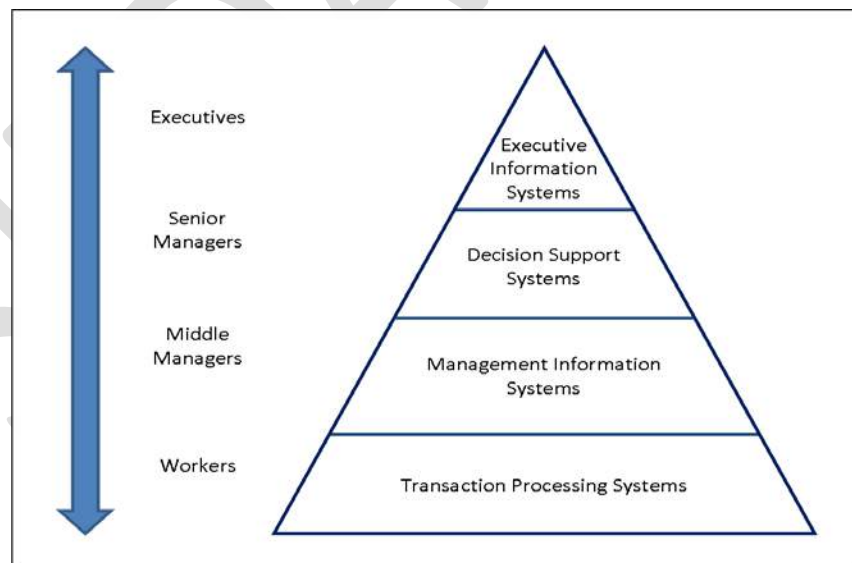 Executives
Executive
Information
Systems
Senior
Managers
Decision Support
Systems
Middle
Managers
Management Information
Systems
Workers
Transaction Processing Systems